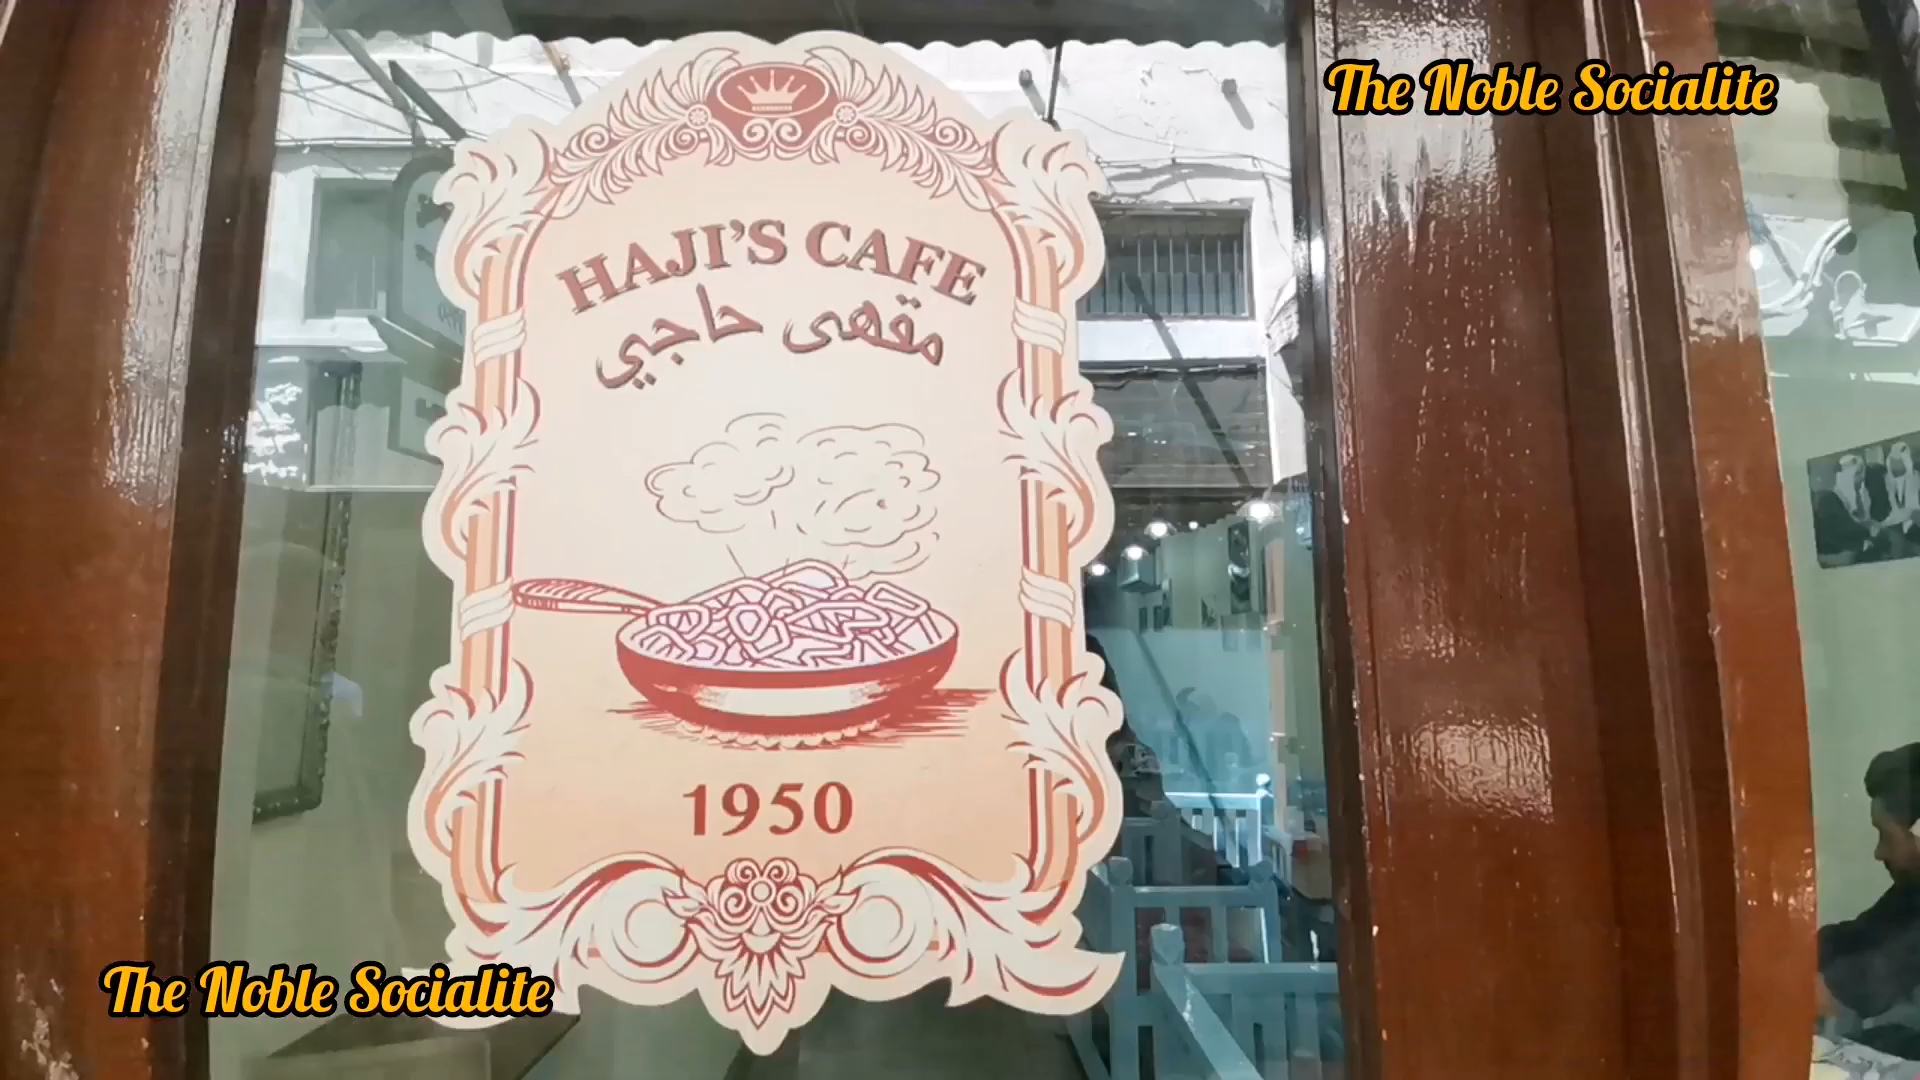 The Noble Socialite
HAJI'S CAFE
مقهى حاجي
1950
The Noble Socialite